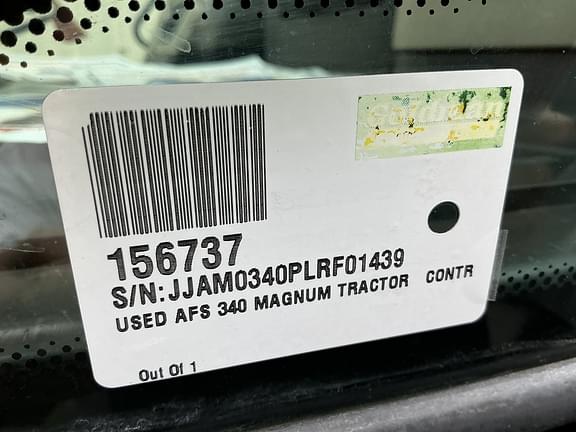 156737
S/N: JJAM0340PLRF01439
USED AFS 340 MAGNUM TRACTOR CONTR
Out Of 1